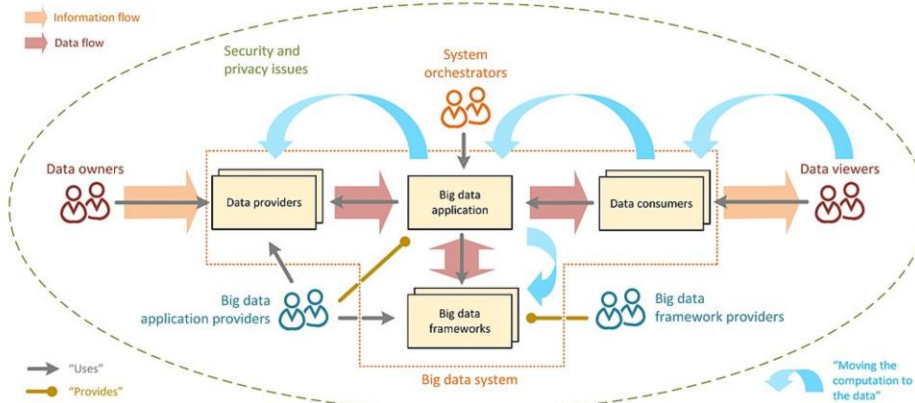 Information flow
Data flow
Security and
privacy issues
System
orchestrators
Data owners
Data providers
Big data
application
Data consumers
Data viewers
Big data
application providers
Big data
frameworks
Big data
framework providers
"Uses"
"Provides"
Big data system
"Moving the
computation to
the data"